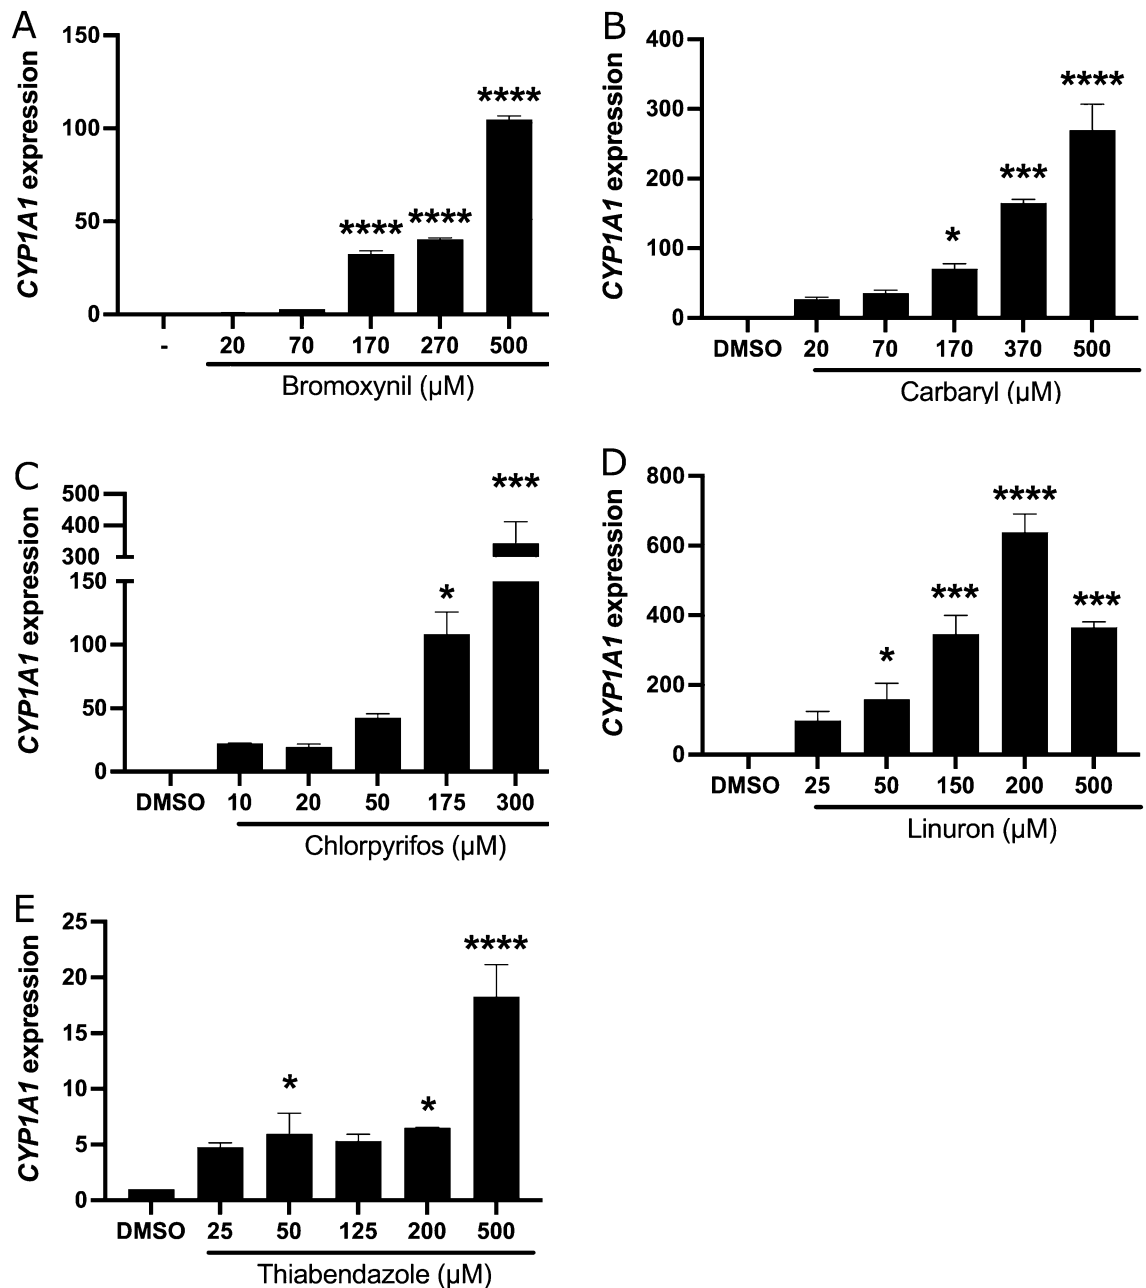 A
CYP1A1 expression
150
100
50
0
****
****
****
- 20 70 170 270 500
Bromoxynil (µM)
B
CYP1A1 expression
400
300
200
100
0
*
***
****
DMSO 20 70 170 370 500
Carbaryl (µM)
C
CYP1A1 expression
500
400
300
150
100
50
0
*
***
DMSO 10 20 50 175 300
Chlorpyrifos (µM)
D
CYP1A1 expression
800
600
400
200
0
*
***
****
***
DMSO 25 50 150 200 500
Linuron (µM)
E
CYP1A1 expression
25
20
15
10
5
0
*
*
****
DMSO 25 50 125 200 500
Thiabendazole (µM)